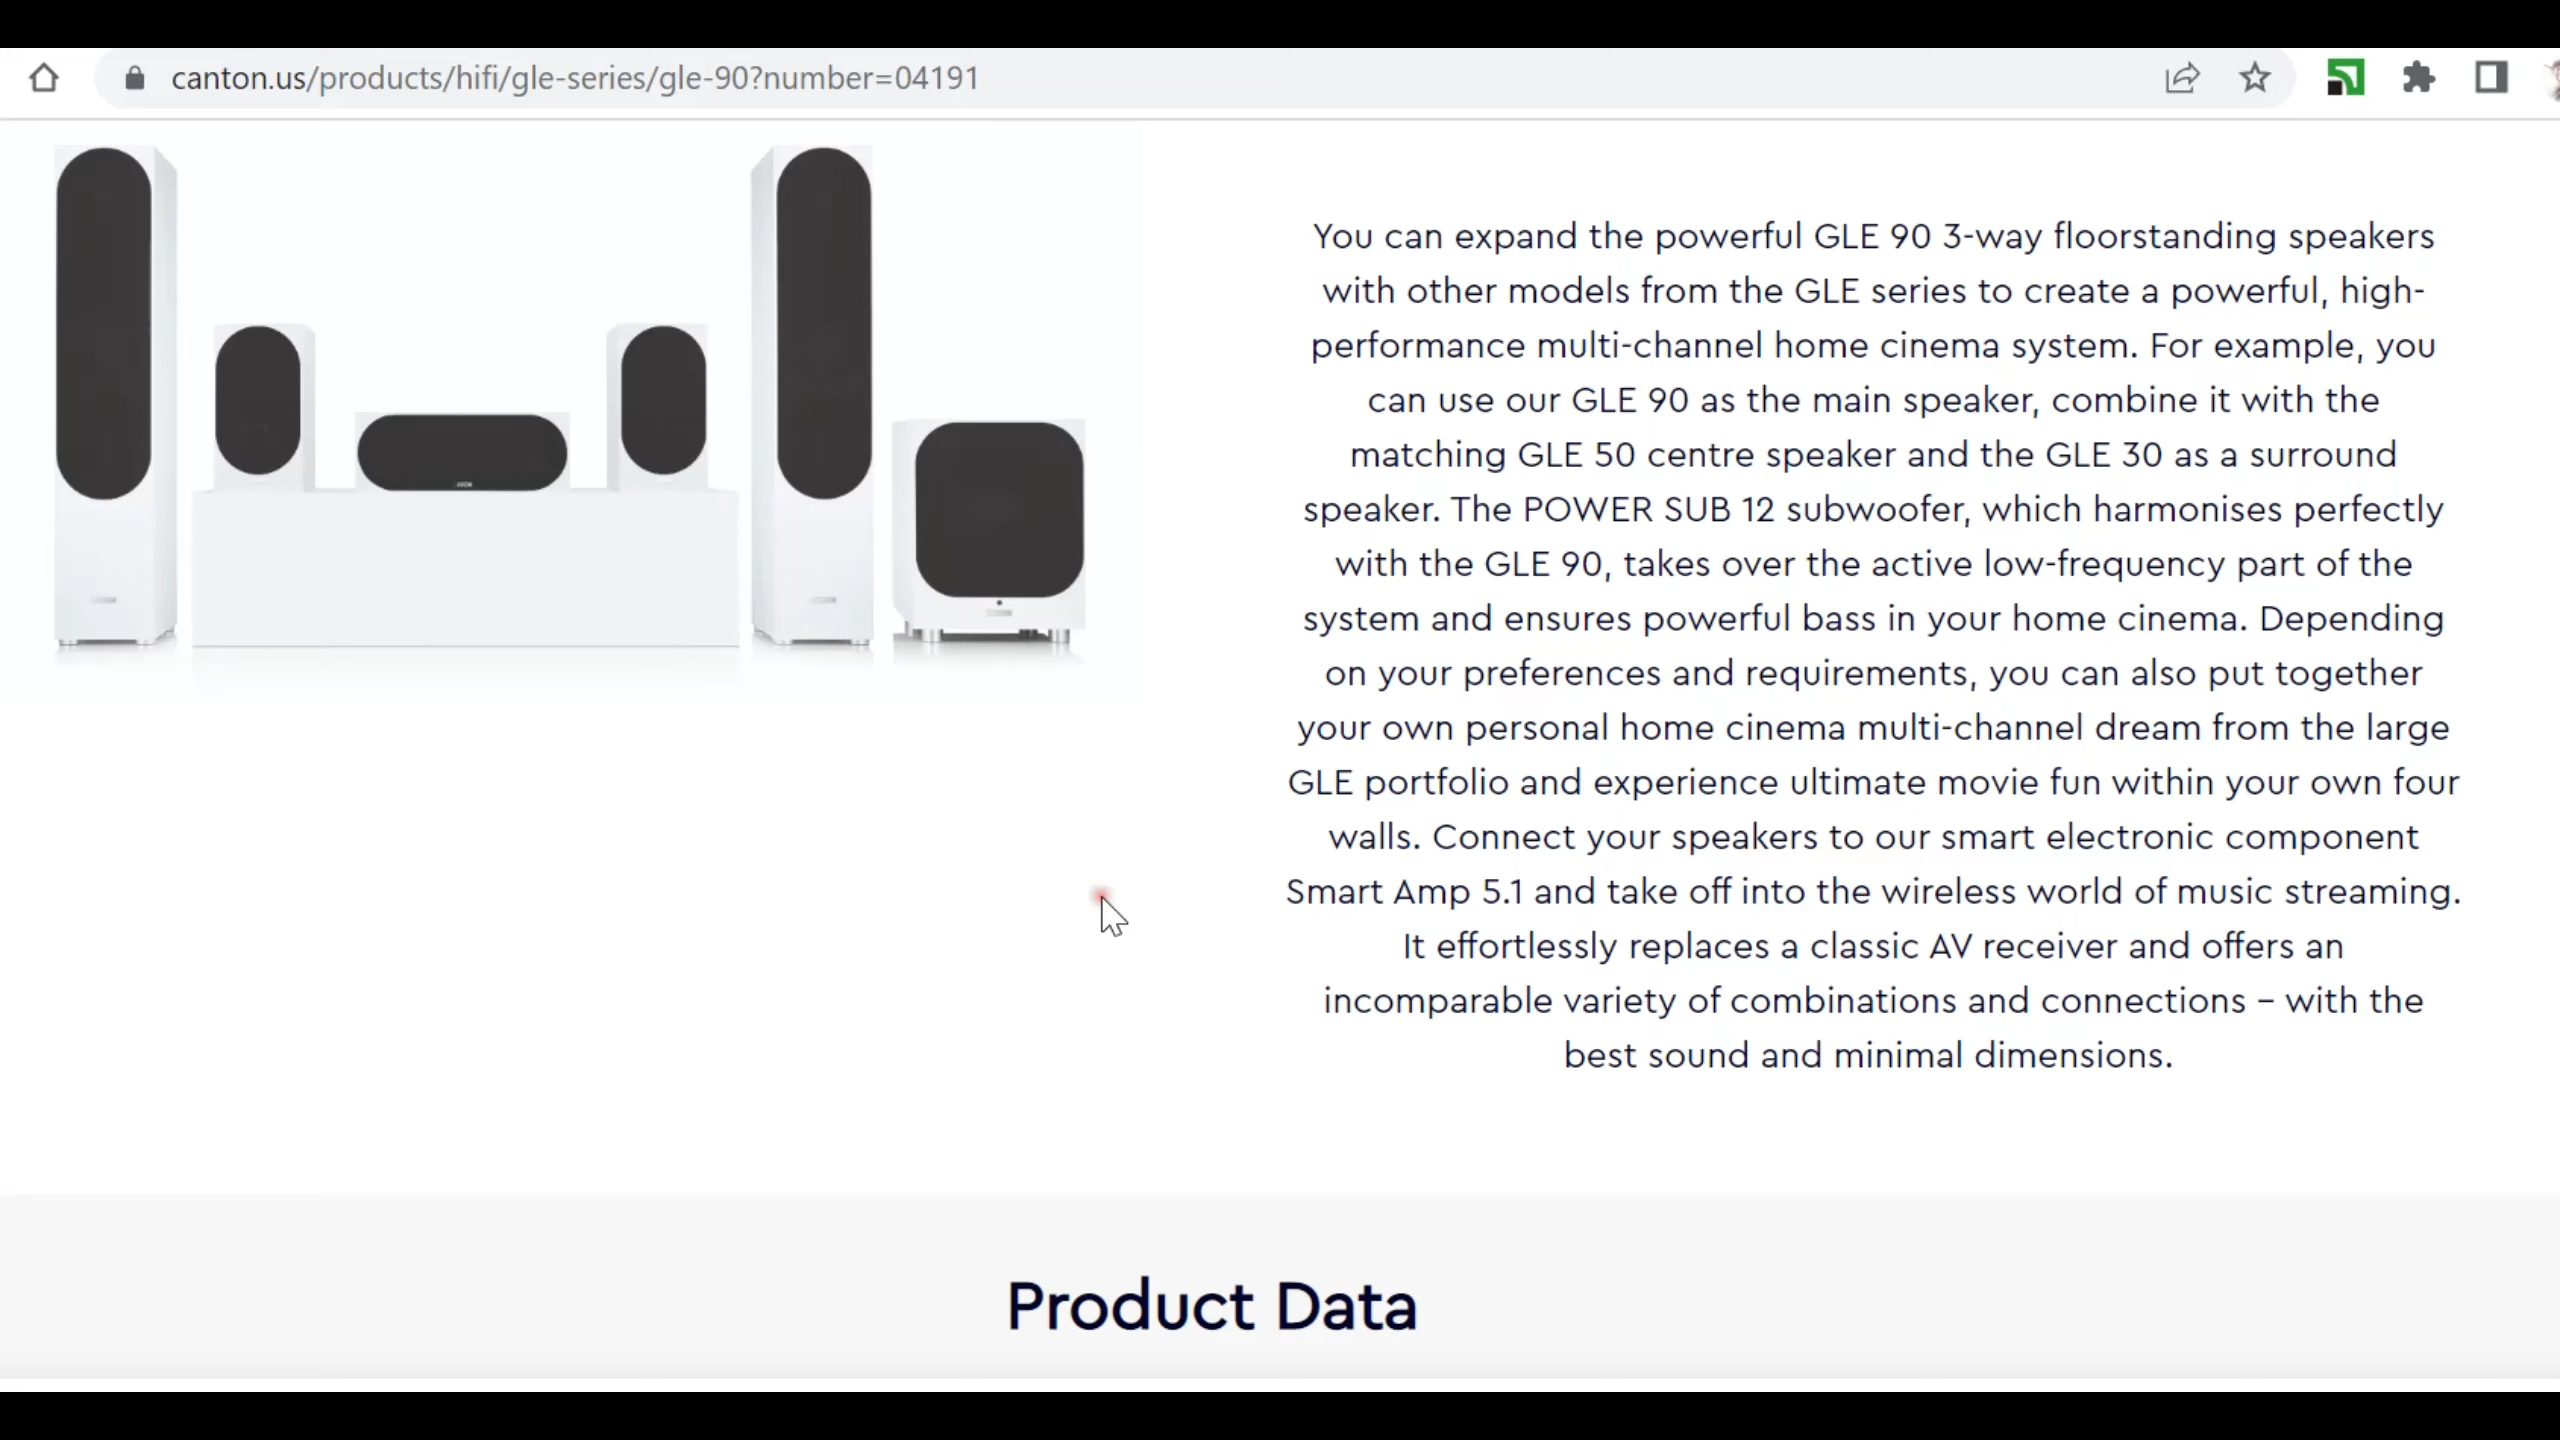 canton.us/products/hifi/gle-series/gle-90?number=04191
You can expand the powerful GLE 90 3-way floorstanding speakers
with other models from the GLE series to create a powerful, high-
performance multi-channel home cinema system. For example, you
can use our GLE 90 as the main speaker, combine it with the
matching GLE 50 centre speaker and the GLE 30 as a surround
speaker. The POWER SUB 12 subwoofer, which harmonises perfectly
with the GLE 90, takes over the active low-frequency part of the
system and ensures powerful bass in your home cinema. Depending
on your preferences and requirements, you can also put together
your own personal home cinema multi-channel dream from the large
GLE portfolio and experience ultimate movie fun within your own four
walls. Connect your speakers to our smart electronic component
Smart Amp 5.1 and take off into the wireless world of music streaming.
It effortlessly replaces a classic AV receiver and offers an
incomparable variety of combinations and connections – with the
best sound and minimal dimensions.
Product Data